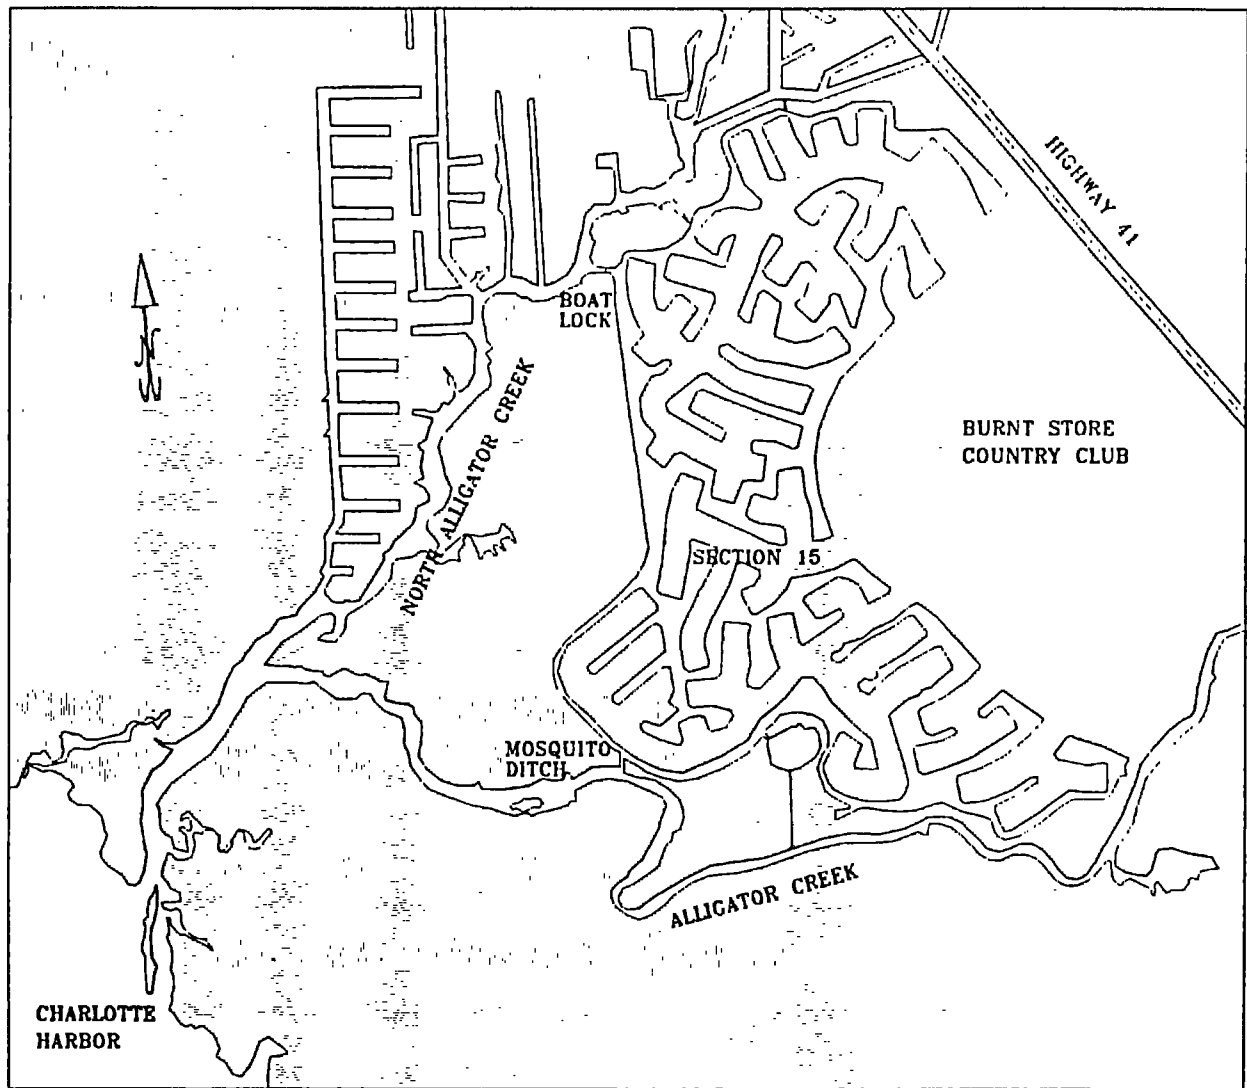 HIGHWAY 41
BOAT
LOCK
NORTH ALLIGATOR CREEK
BURNT STORE
COUNTRY CLUB
SECTION 15
MOSQUITO
DITCH
ALLIGATOR CREEK
CHARLOTTE
HARBOR
N